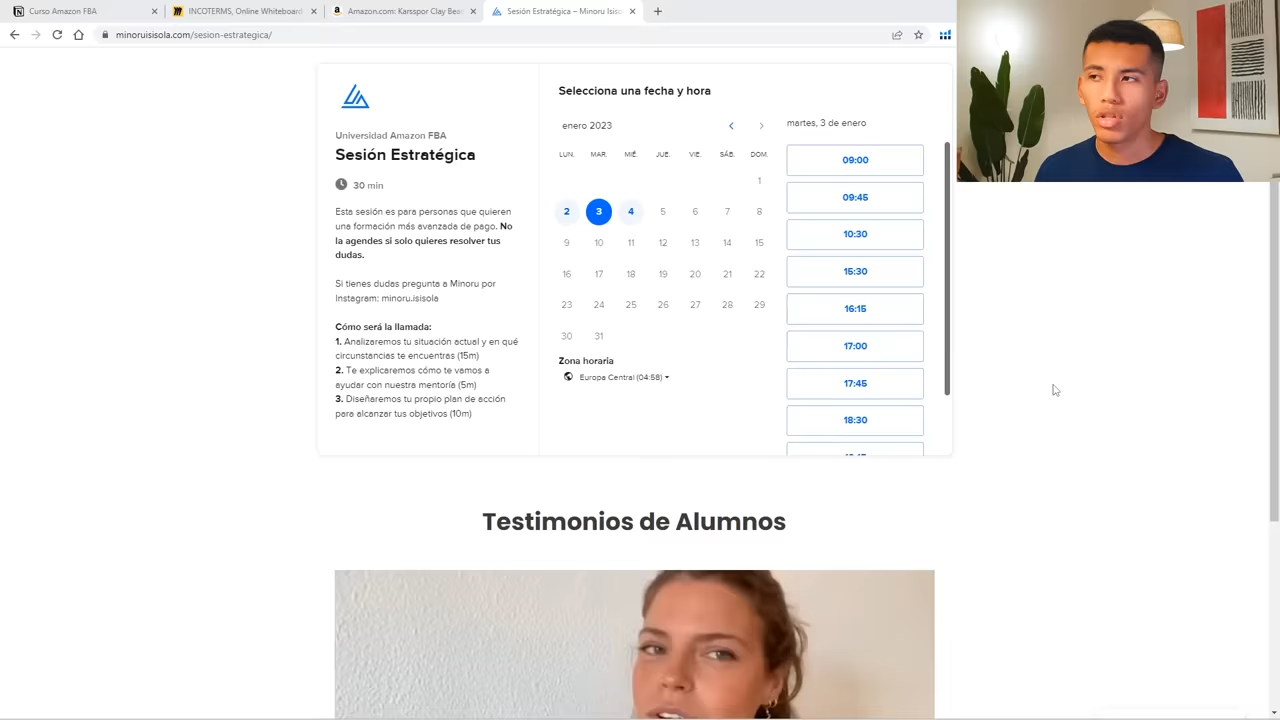 Curso Amazon FBA
INCOTERMS, Online Whiteboard
Amazon.com: Karsspor Clay Bea
Sesión Estratégica – Minoru Isiso
minoruisisola.com/sesion-estrategica/
Universidad Amazon FBA
Sesión Estratégica
30 min
Esta sesión es para personas que quieren
una formación más avanzada de pago. No
la agendes si solo quieres resolver tus
dudas.
Si tienes dudas pregunta a Minoru por
Instagram: minoru.isisola
Cómo será la llamada:
1. Analizaremos tu situación actual y en qué
circunstancias te encuentras (15m)
2. Te explicaremos cómo te vamos a
ayudar con nuestra mentoría (5m)
3. Diseñaremos tu propio plan de acción
para alcanzar tus objetivos (10m)
Selecciona una fecha y hora
enero 2023
LUN. MAR. MIÉ. JUE. VIE. SÁB. DOM.
1
2 3 4 5 6 7 8
9 10 11 12 13 14 15
16 17 18 19 20 21 22
23 24 25 26 27 28 29
30 31
Zona horaria
Europa Central (04:58)
martes, 3 de enero
09:00
09:45
10:30
15:30
16:15
17:00
17:45
18:30
Testimonios de Alumnos